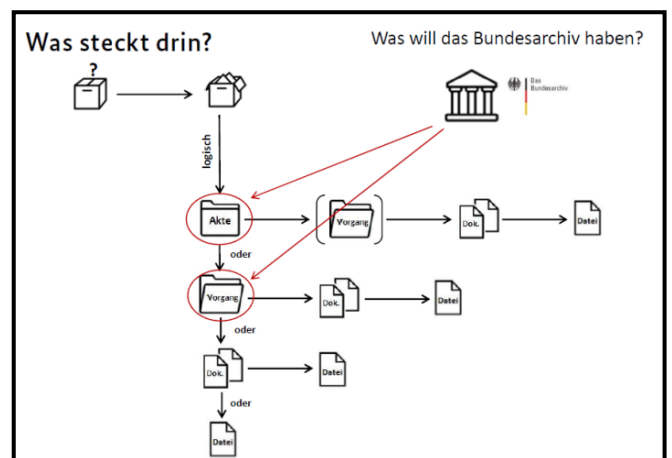 Was steckt drin?
Was will das Bundesarchiv haben?
?
Das
Bundesarchiv
logisch
Akte
Vorgang
Dok.
Datei
oder
Vorgang
Dok.
Datei
oder
Dok.
Datei
oder
Datei